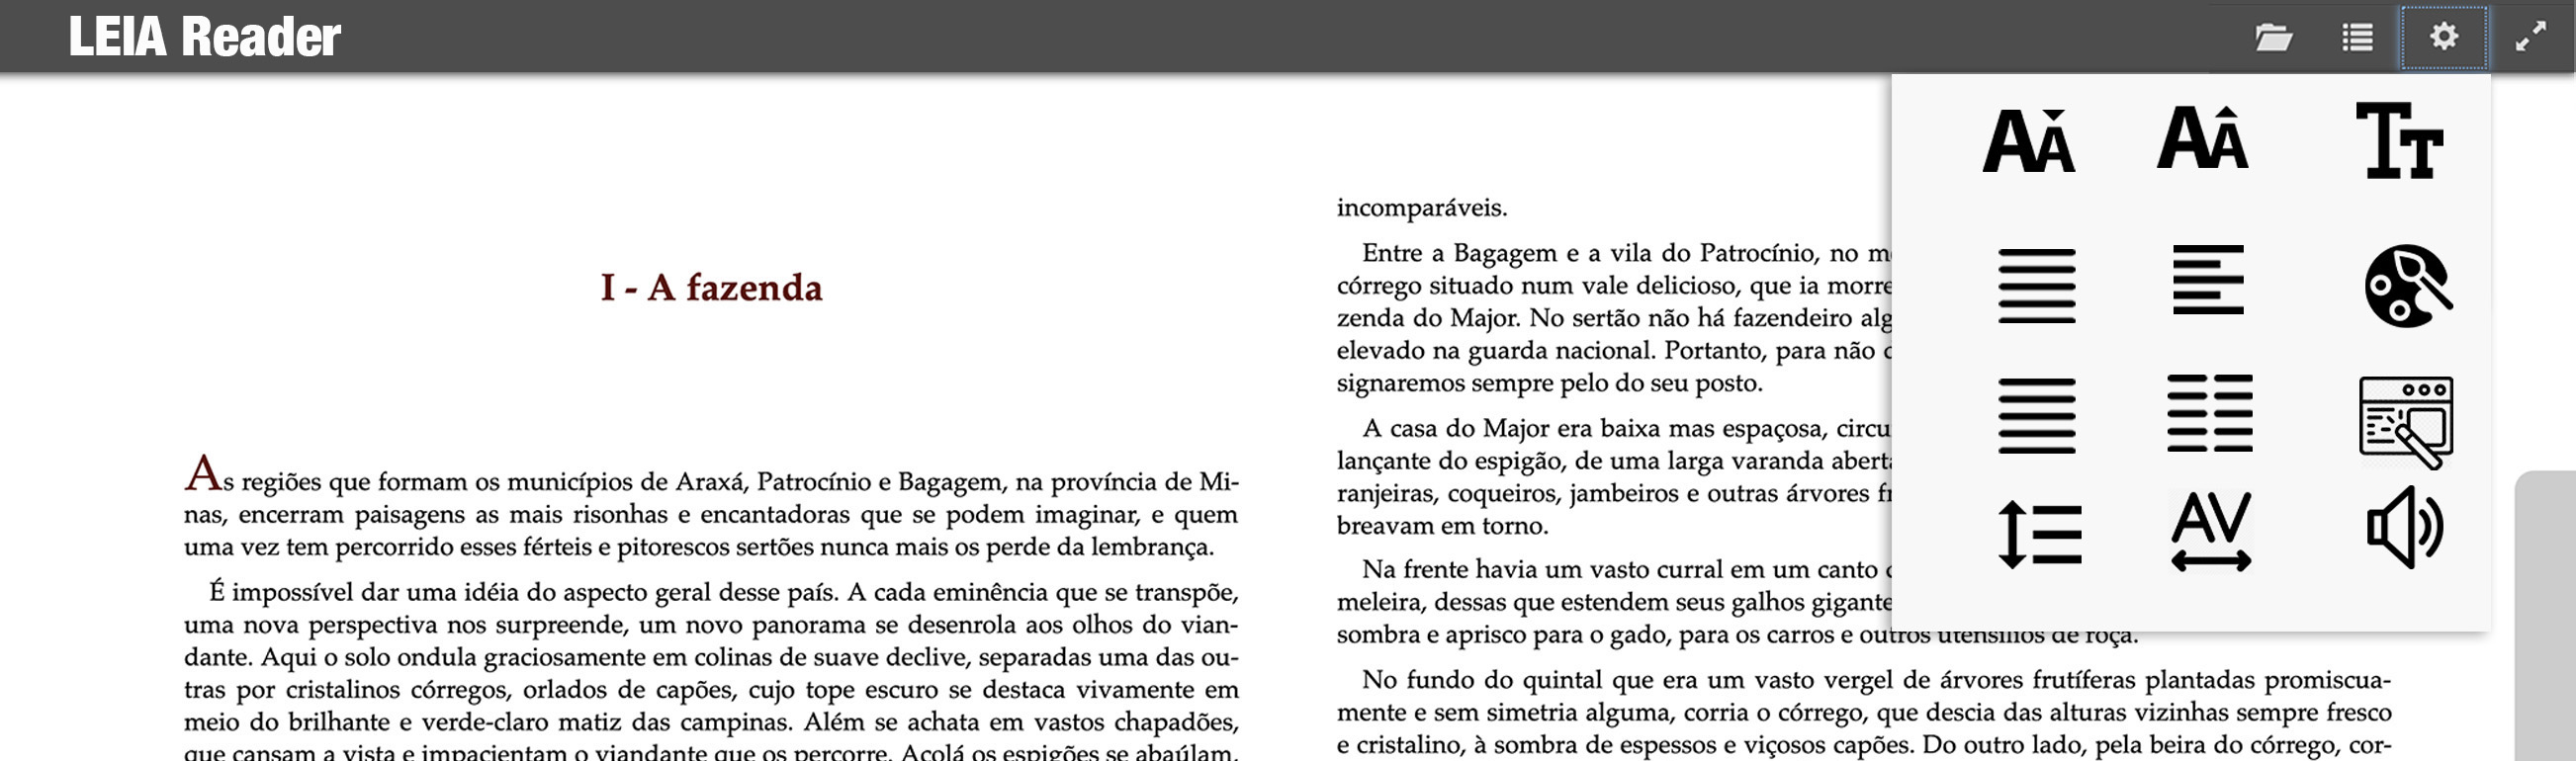 LEIA Reader
I - A fazenda
As regiões que formam os municípios de Araxá, Patrocínio e Bagagem, na província de Mi-
nas, encerram paisagens as mais risonhas e encantadoras que se podem imaginar, e quem
uma vez tem percorrido esses férteis e pitorescos sertões nunca mais os perde da lembrança.
É impossível dar uma idéia do aspecto geral desse país. A cada eminência que se transpõe,
uma nova perspectiva nos surpreende, um novo panorama se desenrola aos olhos do vian-
dante. Aqui o solo ondula graciosamente em colinas de suave declive, separadas uma das ou-
tras por cristalinos córregos, orlados de capões, cujo tope escuro se destaca vivamente em
meio do brilhante e verde-claro matiz das campinas. Além se achata em vastos chapadões,
que cansam a vista e impacientam o viandante que os percorre. Acolá os espigões se abaúlam,
incomparáveis.
Entre a Bagagem e a vila do Patrocínio, no m
córrego situado num vale delicioso, que ia morre
zenda do Major. No sertão não há fazendeiro alg
elevado na guarda nacional. Portanto, para não
signaremos sempre pelo do seu posto.
A casa do Major era baixa mas espaçosa, circu
lançante do espigão, de uma larga varanda abert
ranjeiras, coqueiros, jambeiros e outras árvores fr
breavam em torno.
Na frente havia um vasto curral em um canto
meleira, dessas que estendem seus galhos gigante
sombra e aprisco para o gado, para os carros e outros utensílios de roça.
No fundo do quintal que era um vasto vergel de árvores frutíferas plantadas promiscua-
mente e sem simetria alguma, corria o córrego, que descia das alturas vizinhas sempre fresco
e cristalino, à sombra de espessos e viçosos capões. Do outro lado, pela beira do córrego, cor-
AA AA TT
AV